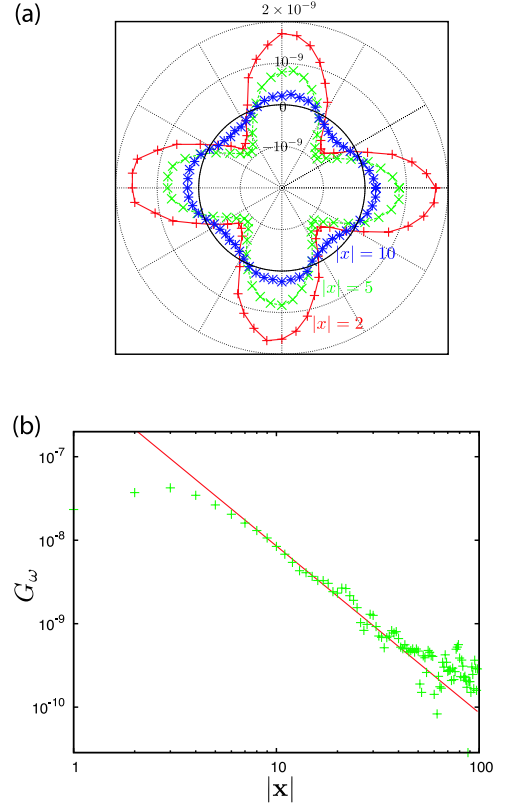 (a)
2 × 10⁻⁹
10⁻⁹
0
−10⁻⁹
|x| = 10
|x| = 5
|x| = 2
(b)
10⁻⁷
10⁻⁸
10⁻⁹
10⁻¹⁰
G_ω
1 10 100
|x|